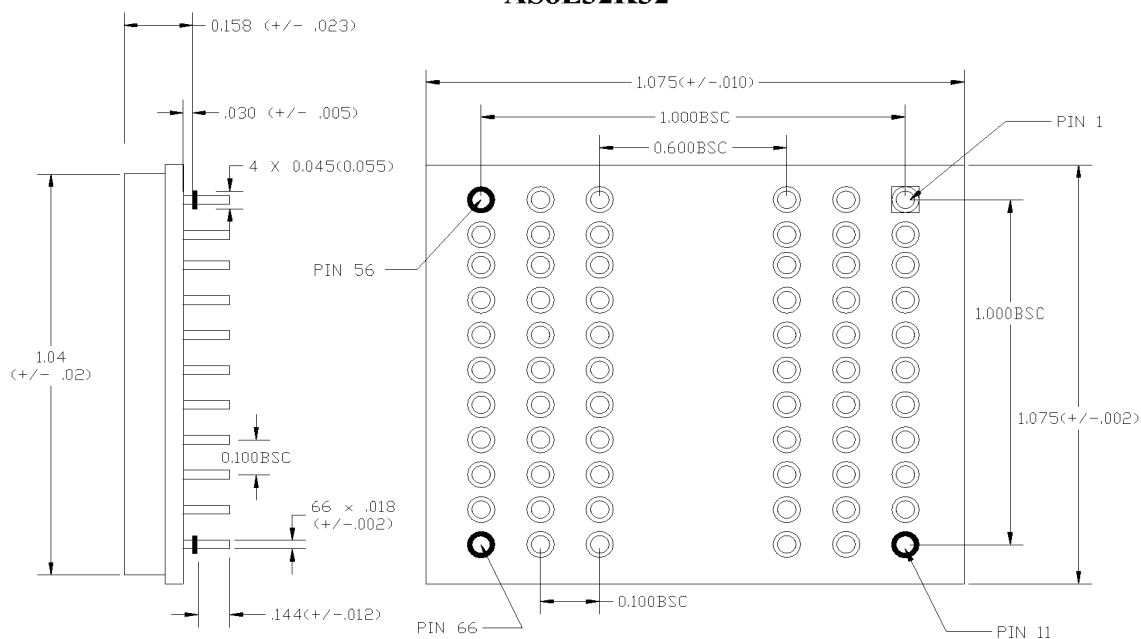 0.158 (+/- .023)
1.075(+/-.010)
.030 (+/- .005)
1.000BSC
PIN 1
0.600BSC
4 X 0.045(0.055)
PIN 56
1.000BSC
1.04
(+/- .02)
1.075(+/-.002)
0.100BSC
66 x .018
(+/-.002)
0.100BSC
.144(+/-.012)
PIN 66
PIN 11